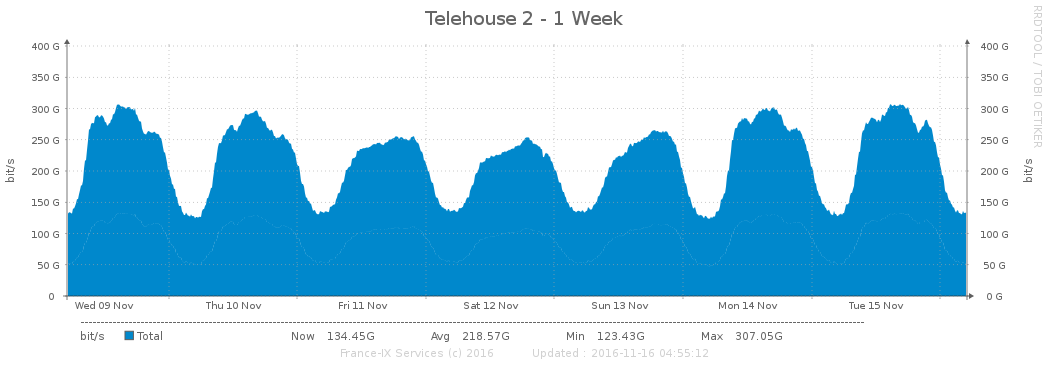 Telehouse 2 - 1 Week
RRDTOOL / TOBI OETIKER
400 G 400 G
350 G 350 G
300 G 300 G
250 G 250 G
200 G 200 G
150 G 150 G
100 G 100 G
50 G 50 G
0 0 G
bit/s bit/s
Wed 09 Nov Thu 10 Nov Fri 11 Nov Sat 12 Nov Sun 13 Nov Mon 14 Nov Tue 15 Nov
bit/s Total Now 134.45G Avg 218.57G Min 123.43G Max 307.05G
France-IX Services (c) 2016 Updated : 2016-11-16 04:55:12